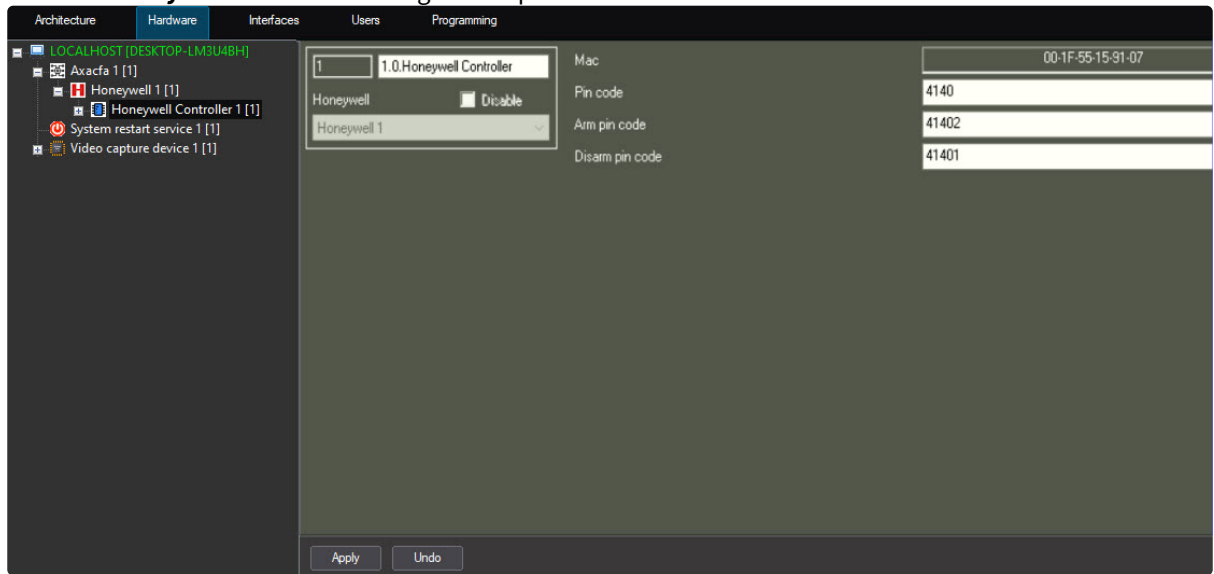 Architecture Hardware Interfaces Users Programming
LOCALHOST [DESKTOP-LM3U4BH]
Axacfa 1 [1]
Honeywell 1 [1]
Honeywell Controller 1 [1]
System restart service 1 [1]
Video capture device 1 [1]
1 1.0.Honeywell Controller
Honeywell Disable
Honeywell 1
Mac 00-1F-55-15-91-07
Pin code 4140
Arm pin code 41402
Disarm pin code 41401
Apply Undo